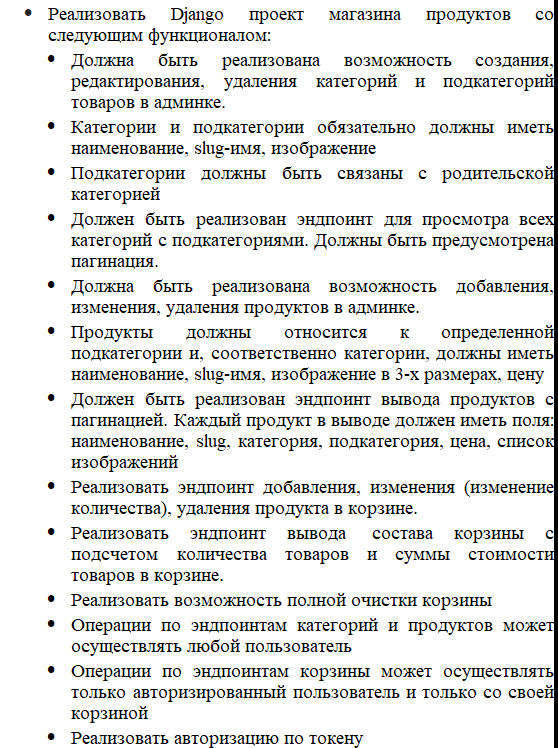 • Реализовать Django проект магазина продуктов со
следующим функционалом:
• Должна быть реализована возможность создания,
редактирования, удаления категорий и подкатегорий
товаров в админке.
• Категории и подкатегории обязательно должны иметь
наименование, slug-имя, изображение
• Подкатегории должны быть связаны с родительской
категорией
• Должен быть реализован эндпоинт для просмотра всех
категорий с подкатегориями. Должны быть предусмотрена
пагинация.
• Должна быть реализована возможность добавления,
изменения, удаления продуктов в админке.
• Продукты должны относится к определенной
подкатегории и, соответственно категории, должны иметь
наименование, slug-имя, изображение в 3-х размерах, цену
• Должен быть реализован эндпоинт вывода продуктов с
пагинацией. Каждый продукт в выводе должен иметь поля:
наименование, slug, категория, подкатегория, цена, список
изображений
• Реализовать эндпоинт добавления, изменения (изменение
количества), удаления продукта в корзине.
• Реализовать эндпоинт вывода состава корзины с
подсчетом количества товаров и суммы стоимости
товаров в корзине.
• Реализовать возможность полной очистки корзины
• Операции по эндпоинтам категорий и продуктов может
осуществлять любой пользователь
• Операции по эндпоинтам корзины может осуществлять
только авторизированный пользователь и только со своей
корзиной
• Реализовать авторизацию по токену